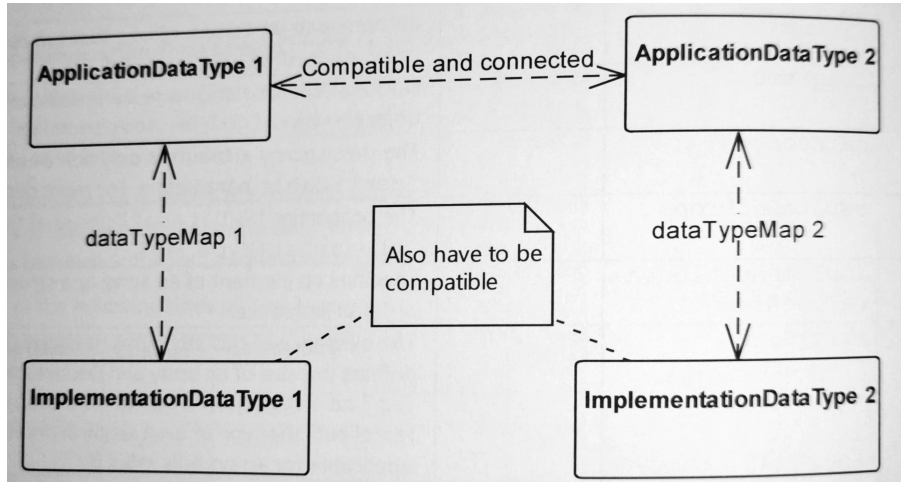 ApplicationDataType 1
Compatible and connected
ApplicationDataType 2
dataTypeMap 1
Also have to be
compatible
dataTypeMap 2
ImplementationDataType 1
ImplementationDataType 2